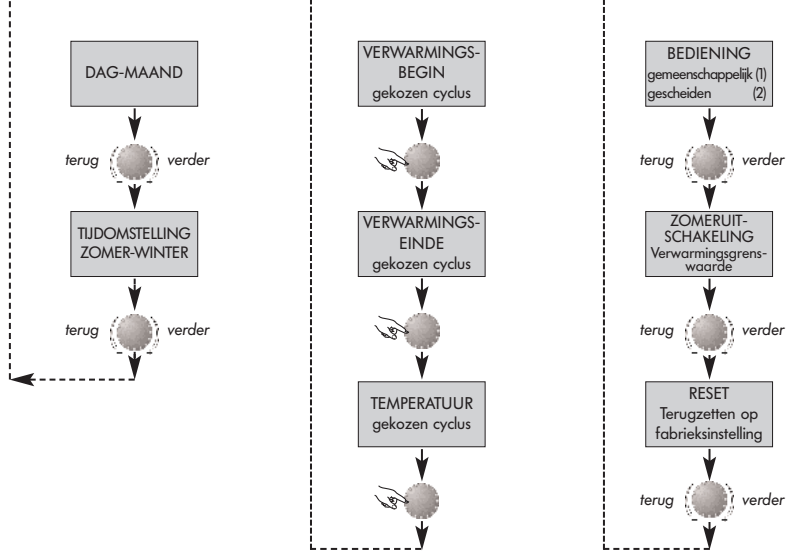 DAG-MAAND
terug verder
TIJDOMSTELLING
ZOMER-WINTER
terug verder
VERWARMINGS-
BEGIN
gekozen cyclus
VERWARMINGS-
EINDE
gekozen cyclus
TEMPERATUUR
gekozen cyclus
BEDIENING
gemeenschappelijk (1)
gescheiden (2)
terug verder
ZOMERUIT-
SCHAKELING
Verwarmingsgrens-
waarde
terug verder
RESET
Terugzetten op
fabrieksinstelling
terug verder